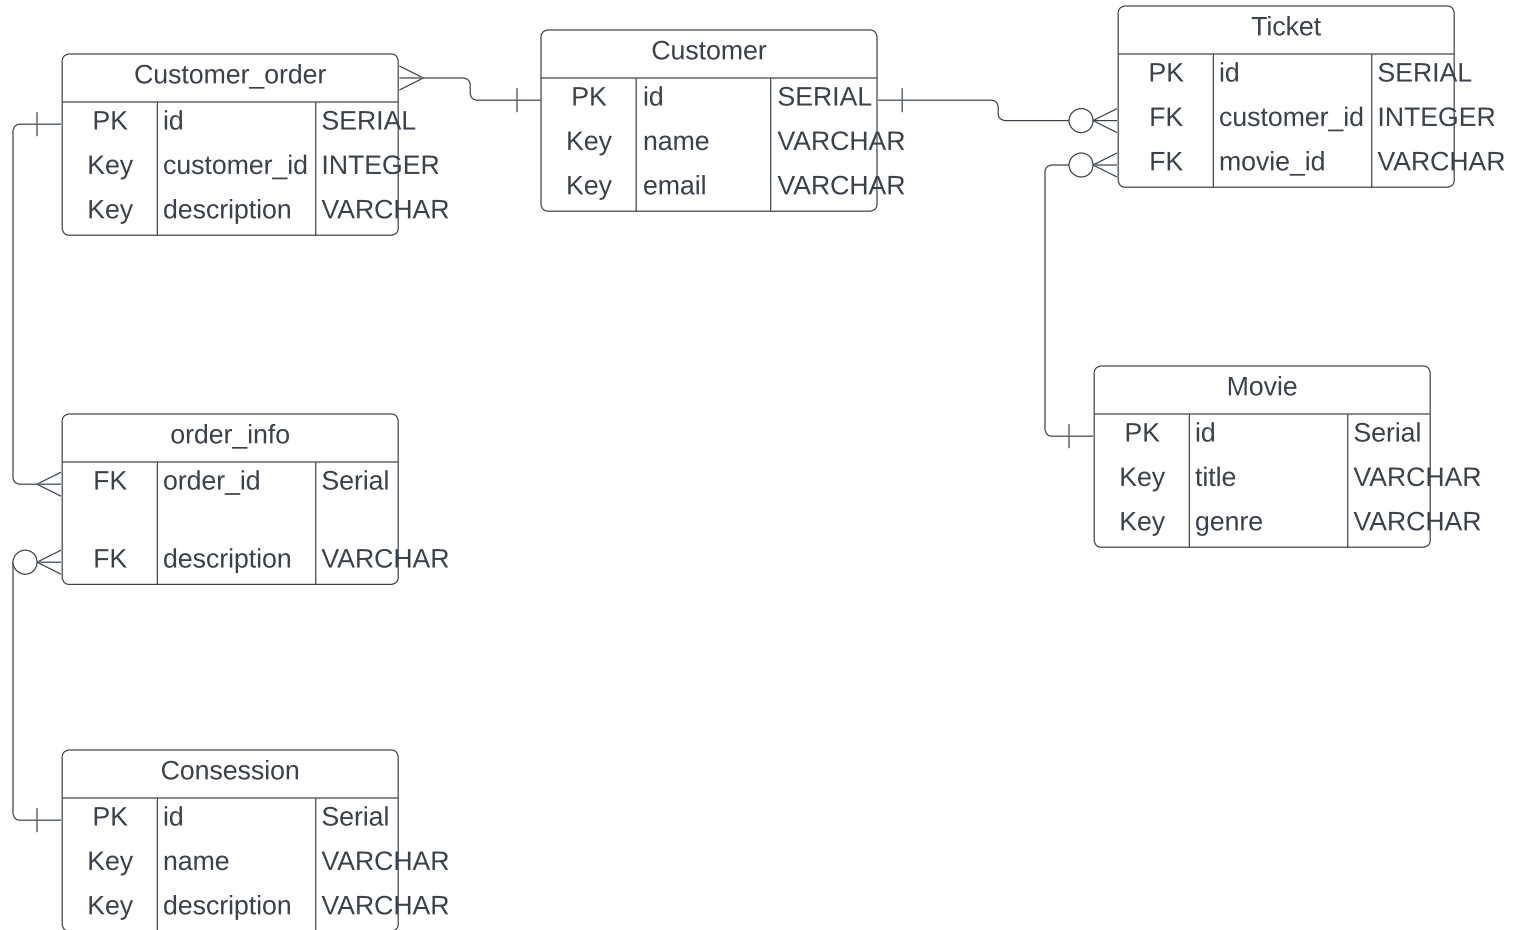 Customer_order
PK id SERIAL
Key customer_id INTEGER
Key description VARCHAR
Customer
PK id SERIAL
Key name VARCHAR
Key email VARCHAR
Ticket
PK id SERIAL
FK customer_id INTEGER
FK movie_id VARCHAR
order_info
FK order_id Serial
FK description VARCHAR
Movie
PK id Serial
Key title VARCHAR
Key genre VARCHAR
Consession
PK id Serial
Key name VARCHAR
Key description VARCHAR